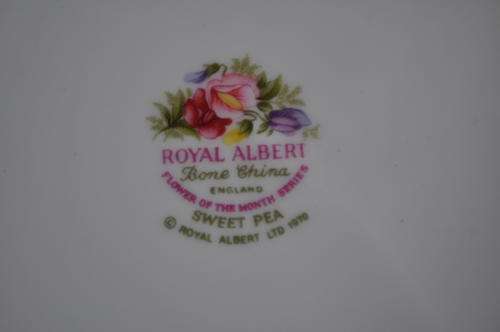 ROYAL ALBERT
Bone China
ENGLAND
FLOWER OF THE MONTH SERIES
SWEET PEA
© ROYAL ALBERT LTD 1970